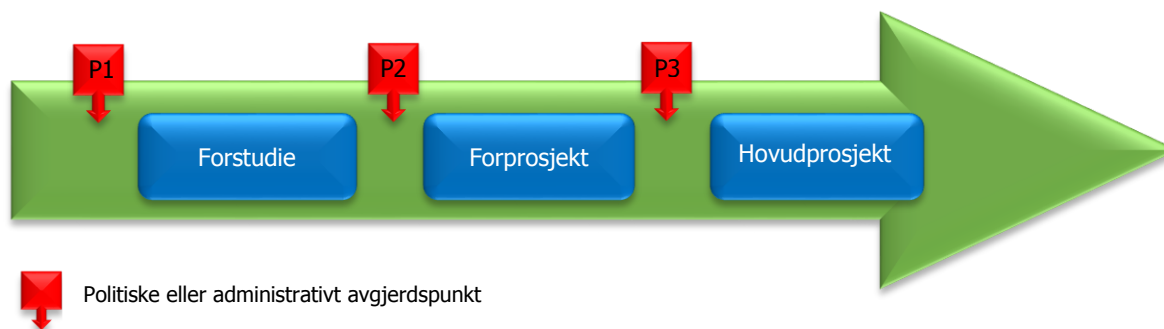 P1
P2
P3
Forstudie
Forprosjekt
Hovudprosjekt
Politiske eller administrativt avgjerdspunkt